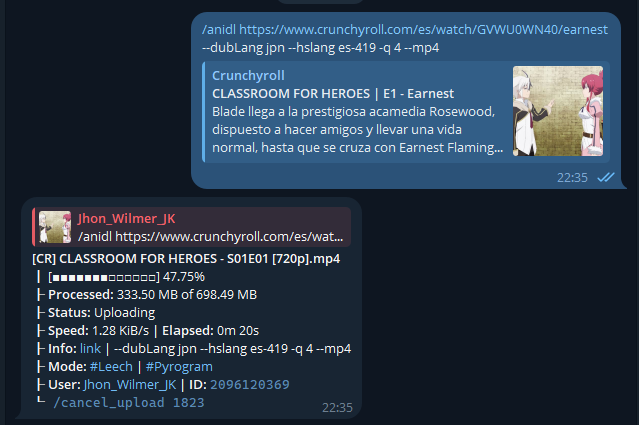 /anidl https://www.crunchyroll.com/es/watch/GVWU0WN40/earnest
--dubLang jpn --hslang es-419 -q 4 --mp4
Crunchyroll
CLASSROOM FOR HEROES | E1 - Earnest
Blade llega a la prestigiosa acamedia Rosewood,
dispuesto a hacer amigos y llevar una vida
normal, hasta que se cruza con Earnest Flaming...
22:35
Jhon_Wilmer_JK
/anidl https://www.crunchyroll.com/es/wat...
[CR] CLASSROOM FOR HEROES - S01E01 [720p].mp4
┃ [■■■■■■■□□□□□□] 47.75%
┠ Processed: 333.50 MB of 698.49 MB
┠ Status: Uploading
┠ Speed: 1.28 KiB/s | Elapsed: 0m 20s
┠ Info: link | --dubLang jpn --hslang es-419 -q 4 --mp4
┠ Mode: #Leech | #Pyrogram
┠ User: Jhon_Wilmer_JK | ID: 2096120369
┖ /cancel_upload 1823
22:35